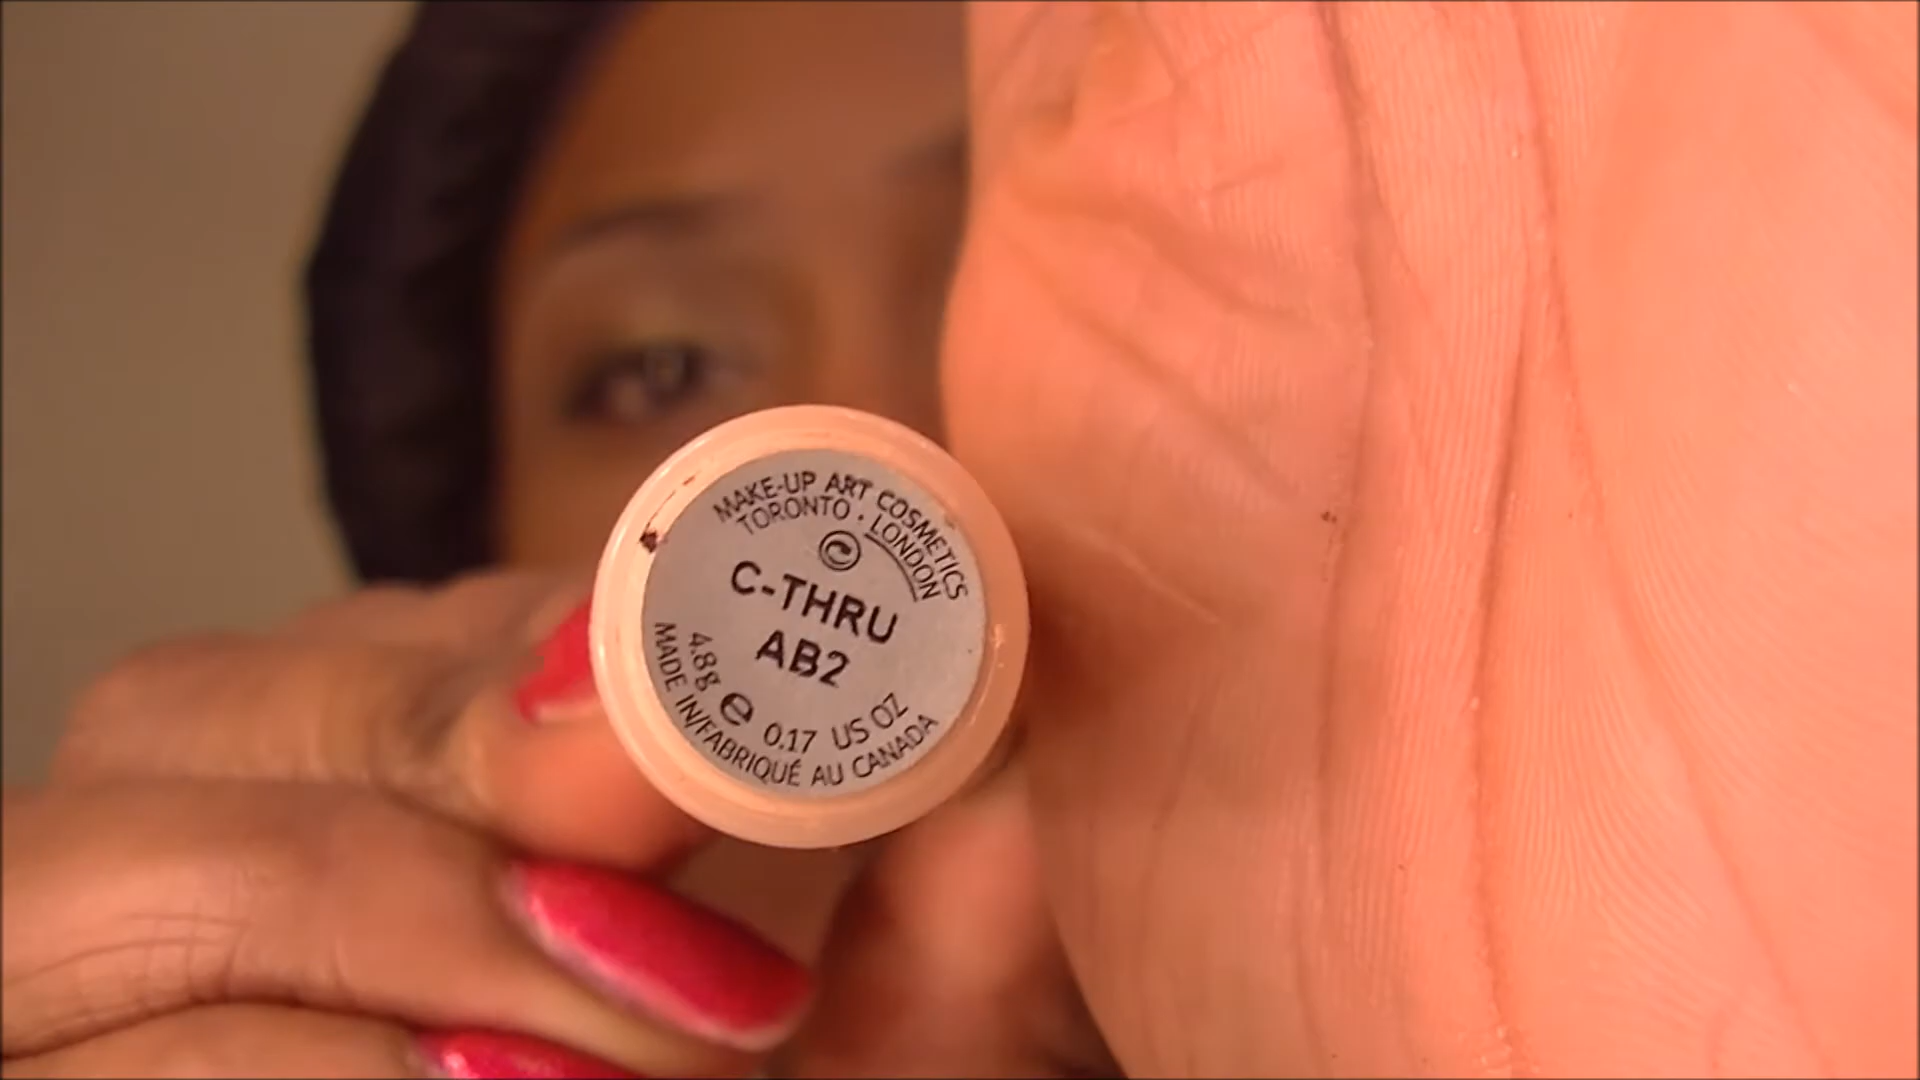 MAKE-UP ART COSMETICS
TORONTO · LONDON
C-THRU
AB2
4.8g e 0.17 US OZ
MADE IN/FABRIQUÉ AU CANADA